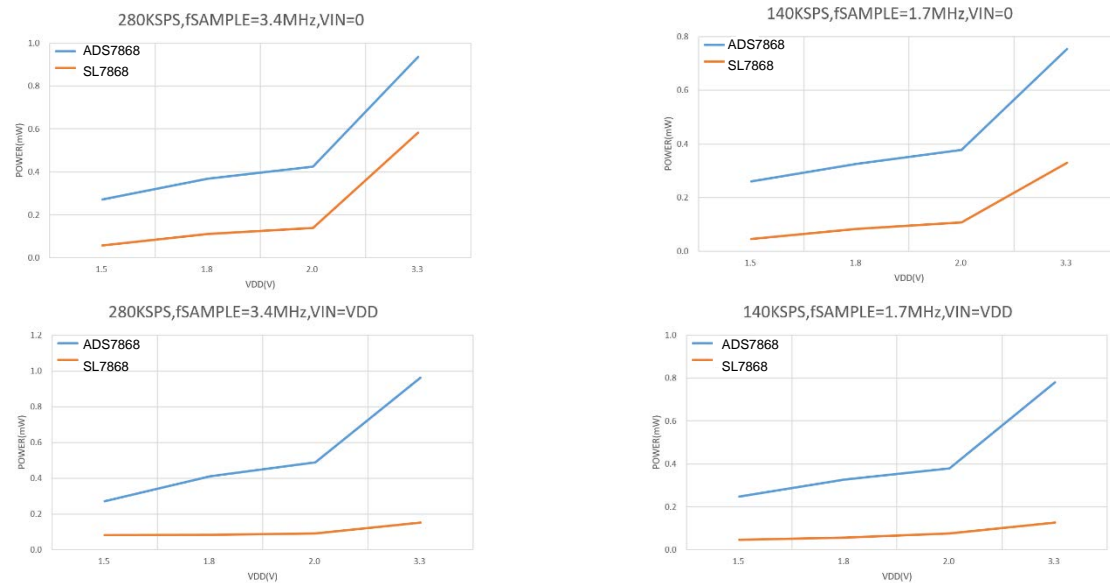 280KSPS,fSAMPLE=3.4MHz,VIN=0
ADS7868
SL7868
1.0
0.8
0.6
0.4
0.2
0.0
POWER(mW)
1.5 1.8 2.0 3.3
VDD(V)
140KSPS,fSAMPLE=1.7MHz,VIN=0
ADS7868
SL7868
0.8
0.6
0.4
0.2
0.0
POWER(mW)
1.5 1.8 2.0 3.3
VDD(V)
280KSPS,fSAMPLE=3.4MHz,VIN=VDD
ADS7868
SL7868
1.2
1.0
0.8
0.6
0.4
0.2
0.0
POWER(mW)
1.5 1.8 2.0 3.3
VDD(V)
140KSPS,fSAMPLE=1.7MHz,VIN=VDD
ADS7868
SL7868
1.0
0.8
0.6
0.4
0.2
0.0
POWER(mW)
1.5 1.8 2.0 3.3
VDD(V)